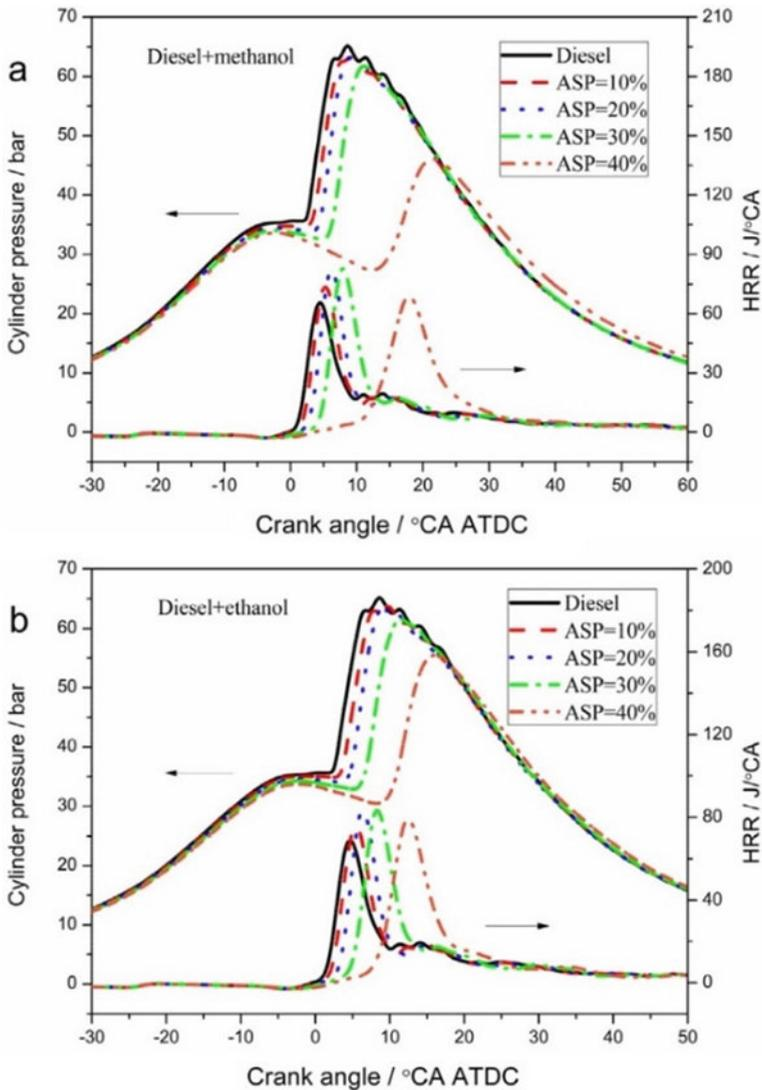 a
Diesel+methanol
Diesel
ASP=10%
ASP=20%
ASP=30%
ASP=40%
Cylinder pressure / bar
70
60
50
40
30
20
10
0
HRR / J/°CA
210
180
150
120
90
60
30
0
-30 -20 -10 0 10 20 30 40 50 60
Crank angle / °CA ATDC
b
Diesel+ethanol
Diesel
ASP=10%
ASP=20%
ASP=30%
ASP=40%
Cylinder pressure / bar
70
60
50
40
30
20
10
0
HRR / J/°CA
200
160
120
80
40
0
-30 -20 -10 0 10 20 30 40 50
Crank angle / °CA ATDC